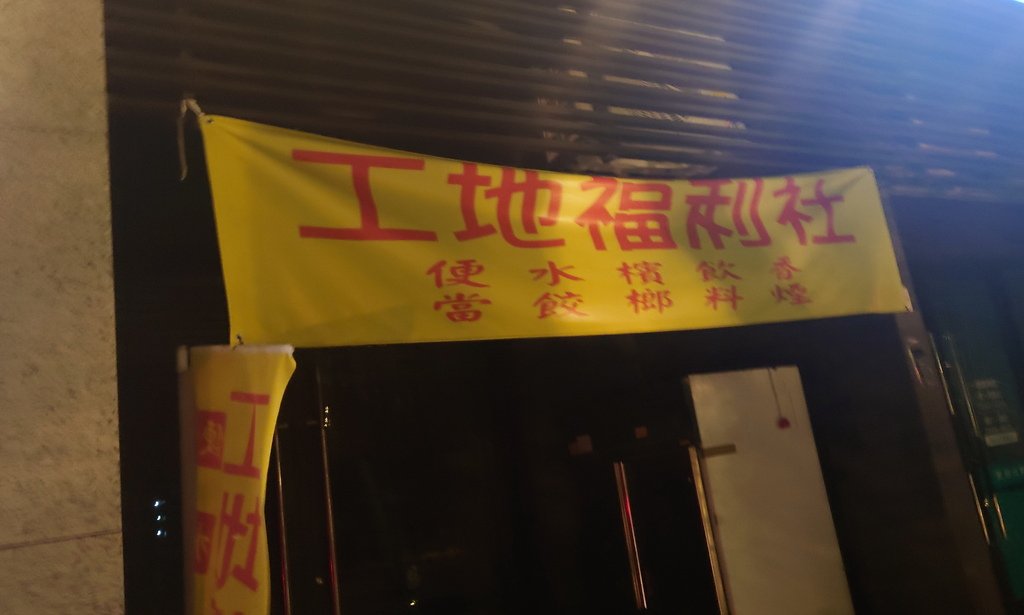 工地福利社
便當 水餃 檳榔 飲料 香煙
工地